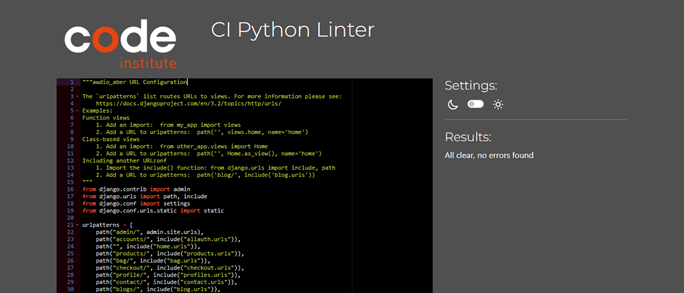 code
institute
CI Python Linter
1 """awdio_aber URL Configuration
2
3 The `urlpatterns` list routes URLs to views. For more information please see:
4 https://docs.djangoproject.com/en/3.2/topics/http/urls/
5 Examples:
6 Function views
7 1. Add an import:  from my_app import views
8 2. Add a URL to urlpatterns:  path('', views.home, name='home')
9 Class-based views
10 1. Add an import:  from other_app.views import Home
11 2. Add a URL to urlpatterns:  path('', Home.as_view(), name='home')
12 Including another URLconf
13 1. Import the include() function: from django.urls import include, path
14 2. Add a URL to urlpatterns:  path('blog/', include('blog.urls'))
15 """
16 from django.contrib import admin
17 from django.urls import path, include
18 from django.conf import settings
19 from django.conf.urls.static import static
20
21 urlpatterns = [
22 path("admin/", admin.site.urls),
23 path("accounts/", include("allauth.urls")),
24 path("", include("home.urls")),
25 path("products/", include("products.urls")),
26 path("bag/", include("bag.urls")),
27 path("checkout/", include("checkout.urls")),
28 path("profile/", include("profiles.urls")),
29 path("contact/", include("contact.urls")),
30 path("blogs/", include("blog.urls")),
Settings:
Results:
All clear, no errors found